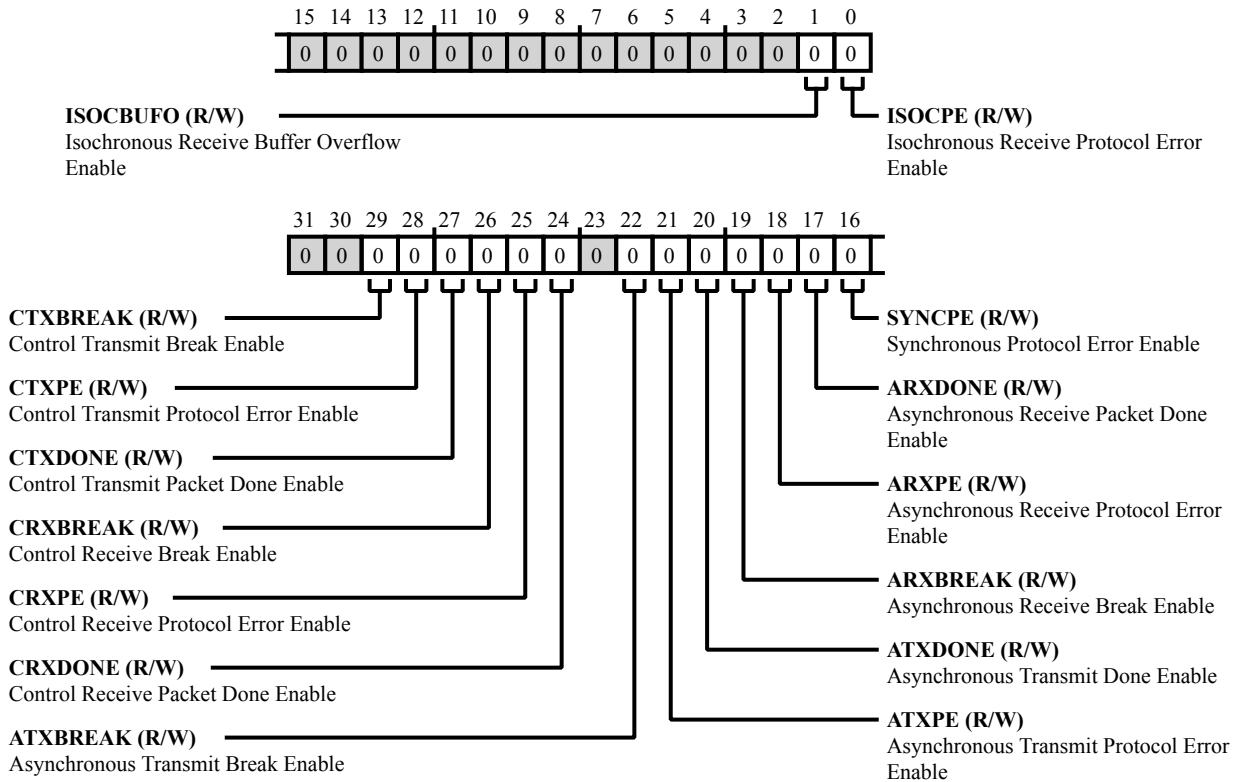 15 14 13 12 11 10 9 8 7 6 5 4 3 2 1 0
0 0 0 0 0 0 0 0 0 0 0 0 0 0 0 0
ISOCBUFO (R/W)
Isochronous Receive Buffer Overflow
Enable
ISOCPE (R/W)
Isochronous Receive Protocol Error
Enable
31 30 29 28 27 26 25 24 23 22 21 20 19 18 17 16
0 0 0 0 0 0 0 0 0 0 0 0 0 0 0 0
CTXBREAK (R/W)
Control Transmit Break Enable
CTXPE (R/W)
Control Transmit Protocol Error Enable
CTXDONE (R/W)
Control Transmit Packet Done Enable
CRXBREAK (R/W)
Control Receive Break Enable
CRXPE (R/W)
Control Receive Protocol Error Enable
CRXDONE (R/W)
Control Receive Packet Done Enable
ATXBREAK (R/W)
Asynchronous Transmit Break Enable
SYNCPE (R/W)
Synchronous Protocol Error Enable
ARXDONE (R/W)
Asynchronous Receive Packet Done
Enable
ARXPE (R/W)
Asynchronous Receive Protocol Error
Enable
ARXBREAK (R/W)
Asynchronous Receive Break Enable
ATXDONE (R/W)
Asynchronous Transmit Done Enable
ATXPE (R/W)
Asynchronous Transmit Protocol Error
Enable